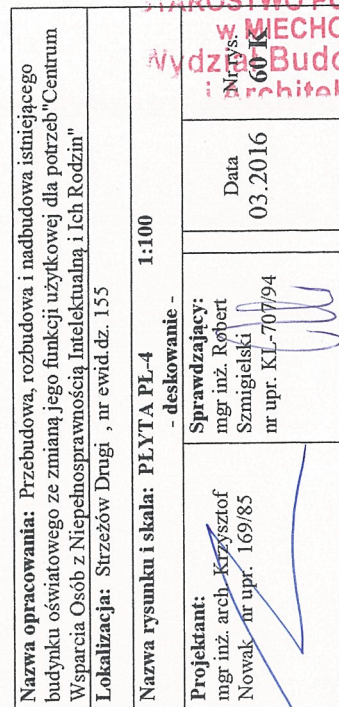 Nazwa opracowania: Przebudowa, rozbudowa i nadbudowa istniejącego
budynku oświatowego ze zmianą jego funkcji użytkowej dla potrzeb"Centrum
Wsparcia Osób z Niepełnosprawnością Intelektualną i Ich Rodzin"
Lokalizacja: Strzeżów Drugi , nr ewid.dz. 155
Nazwa rysunku i skala: PŁYTA PŁ-4 1:100
- deskowanie -
Projektant:
mgr inż. arch. Krzysztof
Nowak nr upr. 169/85
Sprawdzający:
mgr inż. Robert
Szmigielski
nr upr. KL-707/94
Data
03.2016
Nr rys.
60 K
w MIECHO
Wydział Budo
i Architek